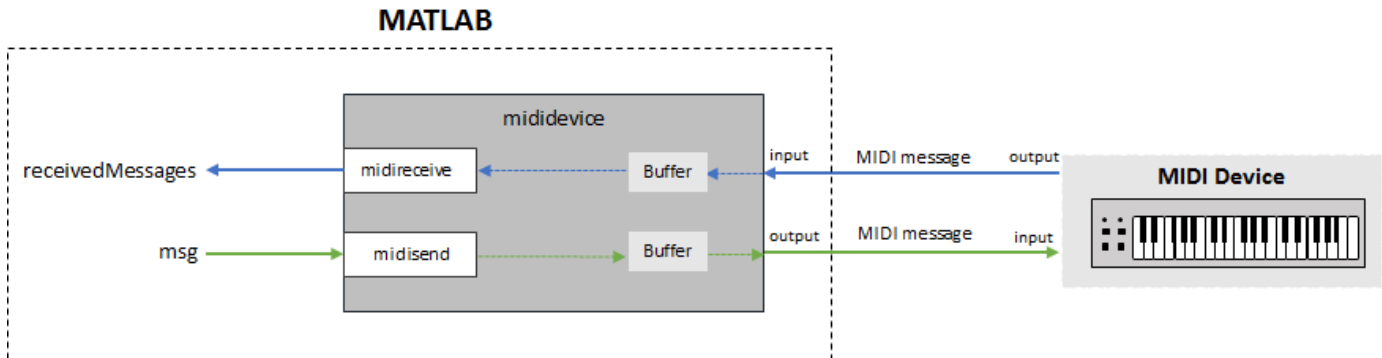 MATLAB
mididevice
receivedMessages
midireceive
Buffer
input
MIDI message
output
MIDI Device
msg
midisend
Buffer
output
MIDI message
input